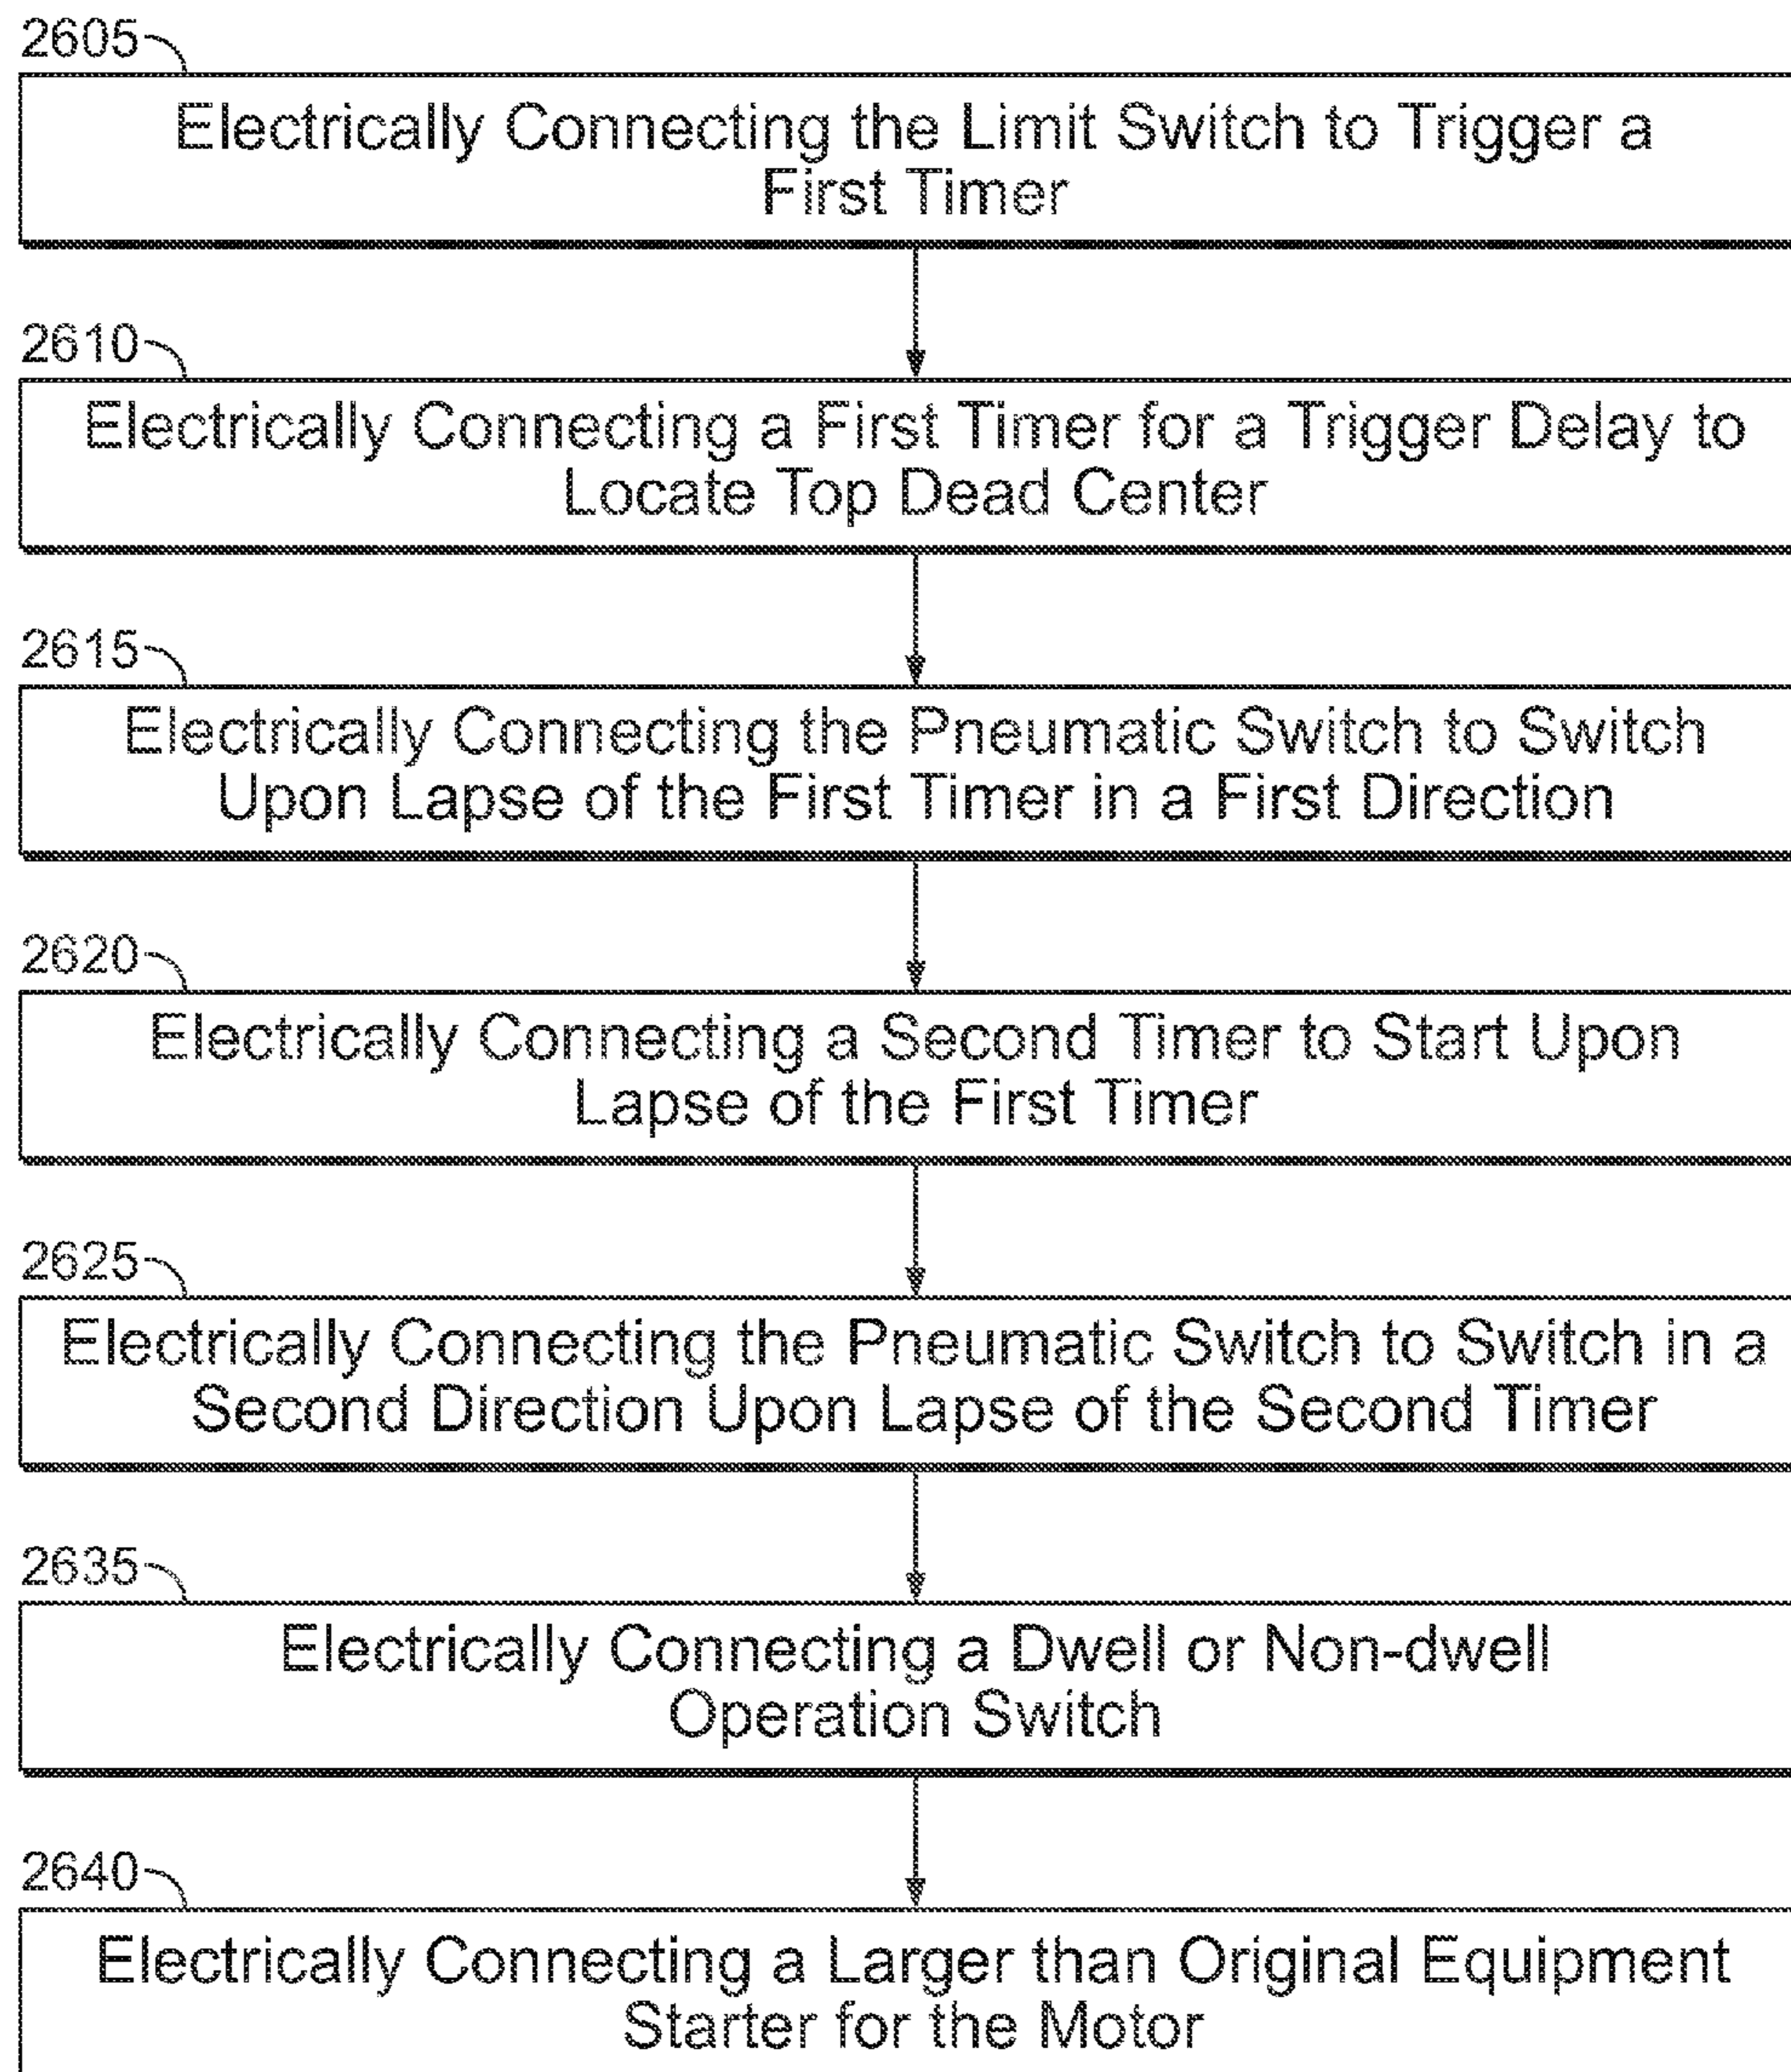 2605
Electrically Connecting the Limit Switch to Trigger a
First Timer
2610
Electrically Connecting a First Timer for a Trigger Delay to
Locate Top Dead Center
2615
Electrically Connecting the Pneumatic Switch to Switch
Upon Lapse of the First Timer in a First Direction
2620
Electrically Connecting a Second Timer to Start Upon
Lapse of the First Timer
2625
Electrically Connecting the Pneumatic Switch to Switch in a
Second Direction Upon Lapse of the Second Timer
2635
Electrically Connecting a Dwell or Non-dwell
Operation Switch
2640
Electrically Connecting a Larger than Original Equipment
Starter for the Motor